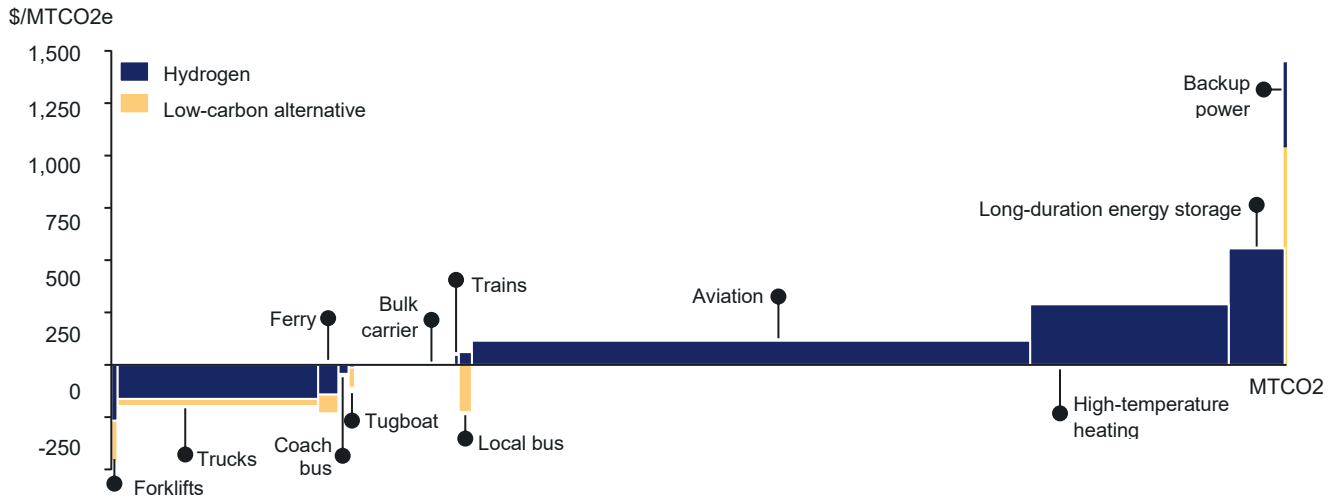 $/MTCO2e
1,500
1,250
1,000
750
500
250
0
-250
Hydrogen
Low-carbon alternative
Backup
power
Long-duration energy storage
Trains
Aviation
Bulk
carrier
Ferry
MTCO2
High-temperature
heating
Tugboat
Local bus
Coach
bus
Trucks
Forklifts